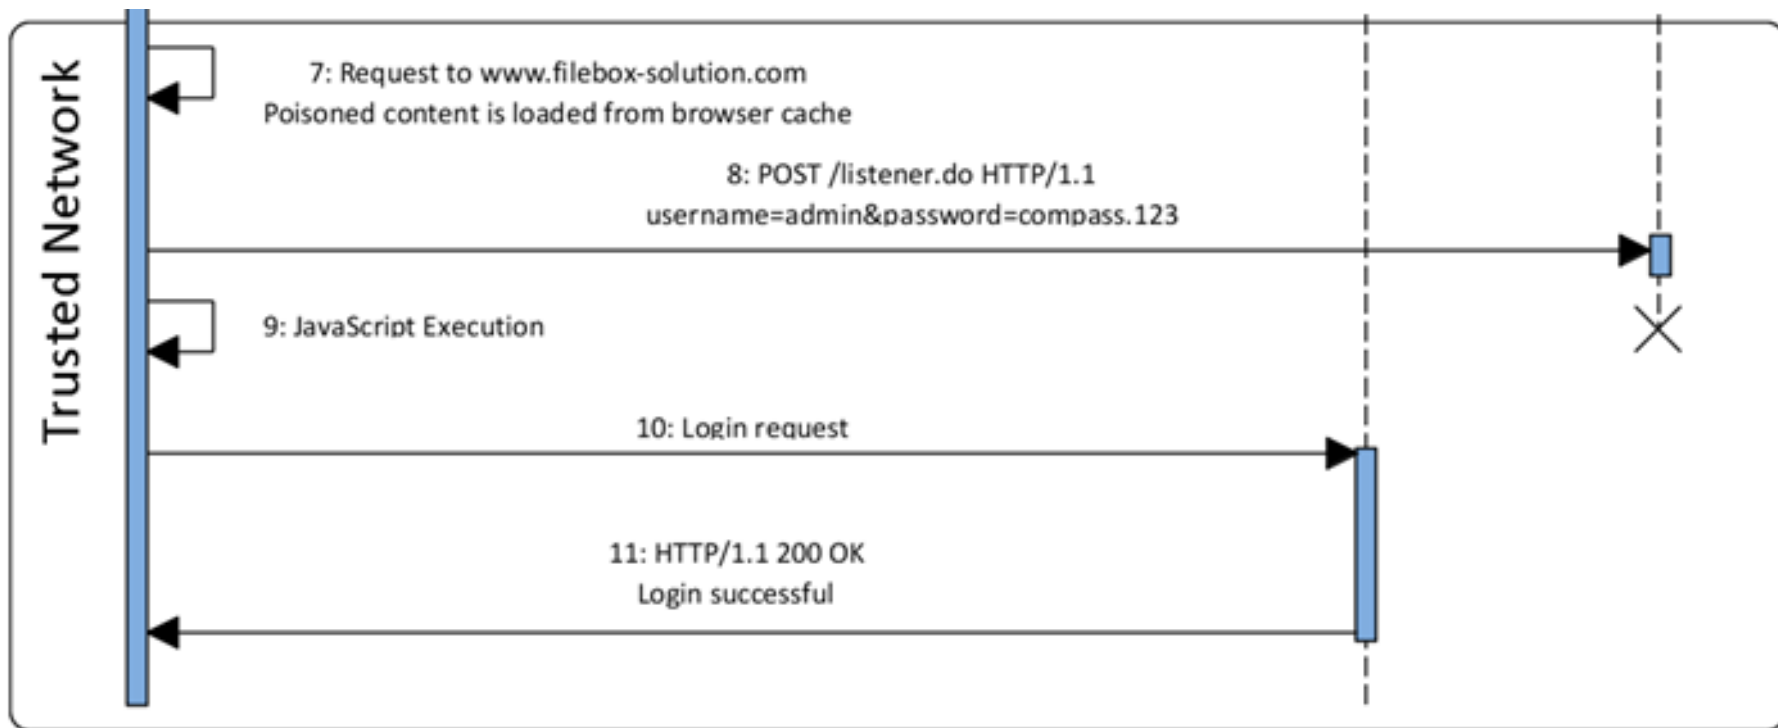 Trusted Network
7: Request to www.filebox-solution.com
Poisoned content is loaded from browser cache
8: POST /listener.do HTTP/1.1
username=admin&password=compass.123
9: JavaScript Execution
10: Login request
11: HTTP/1.1 200 OK
Login successful